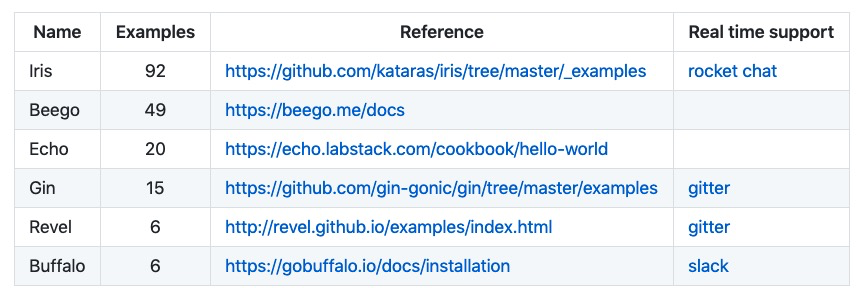 Name Examples Reference Real time support
Iris 92 https://github.com/kataras/iris/tree/master/_examples rocket chat
Beego 49 https://beego.me/docs
Echo 20 https://echo.labstack.com/cookbook/hello-world
Gin 15 https://github.com/gin-gonic/gin/tree/master/examples gitter
Revel 6 http://revel.github.io/examples/index.html gitter
Buffalo 6 https://gobuffalo.io/docs/installation slack